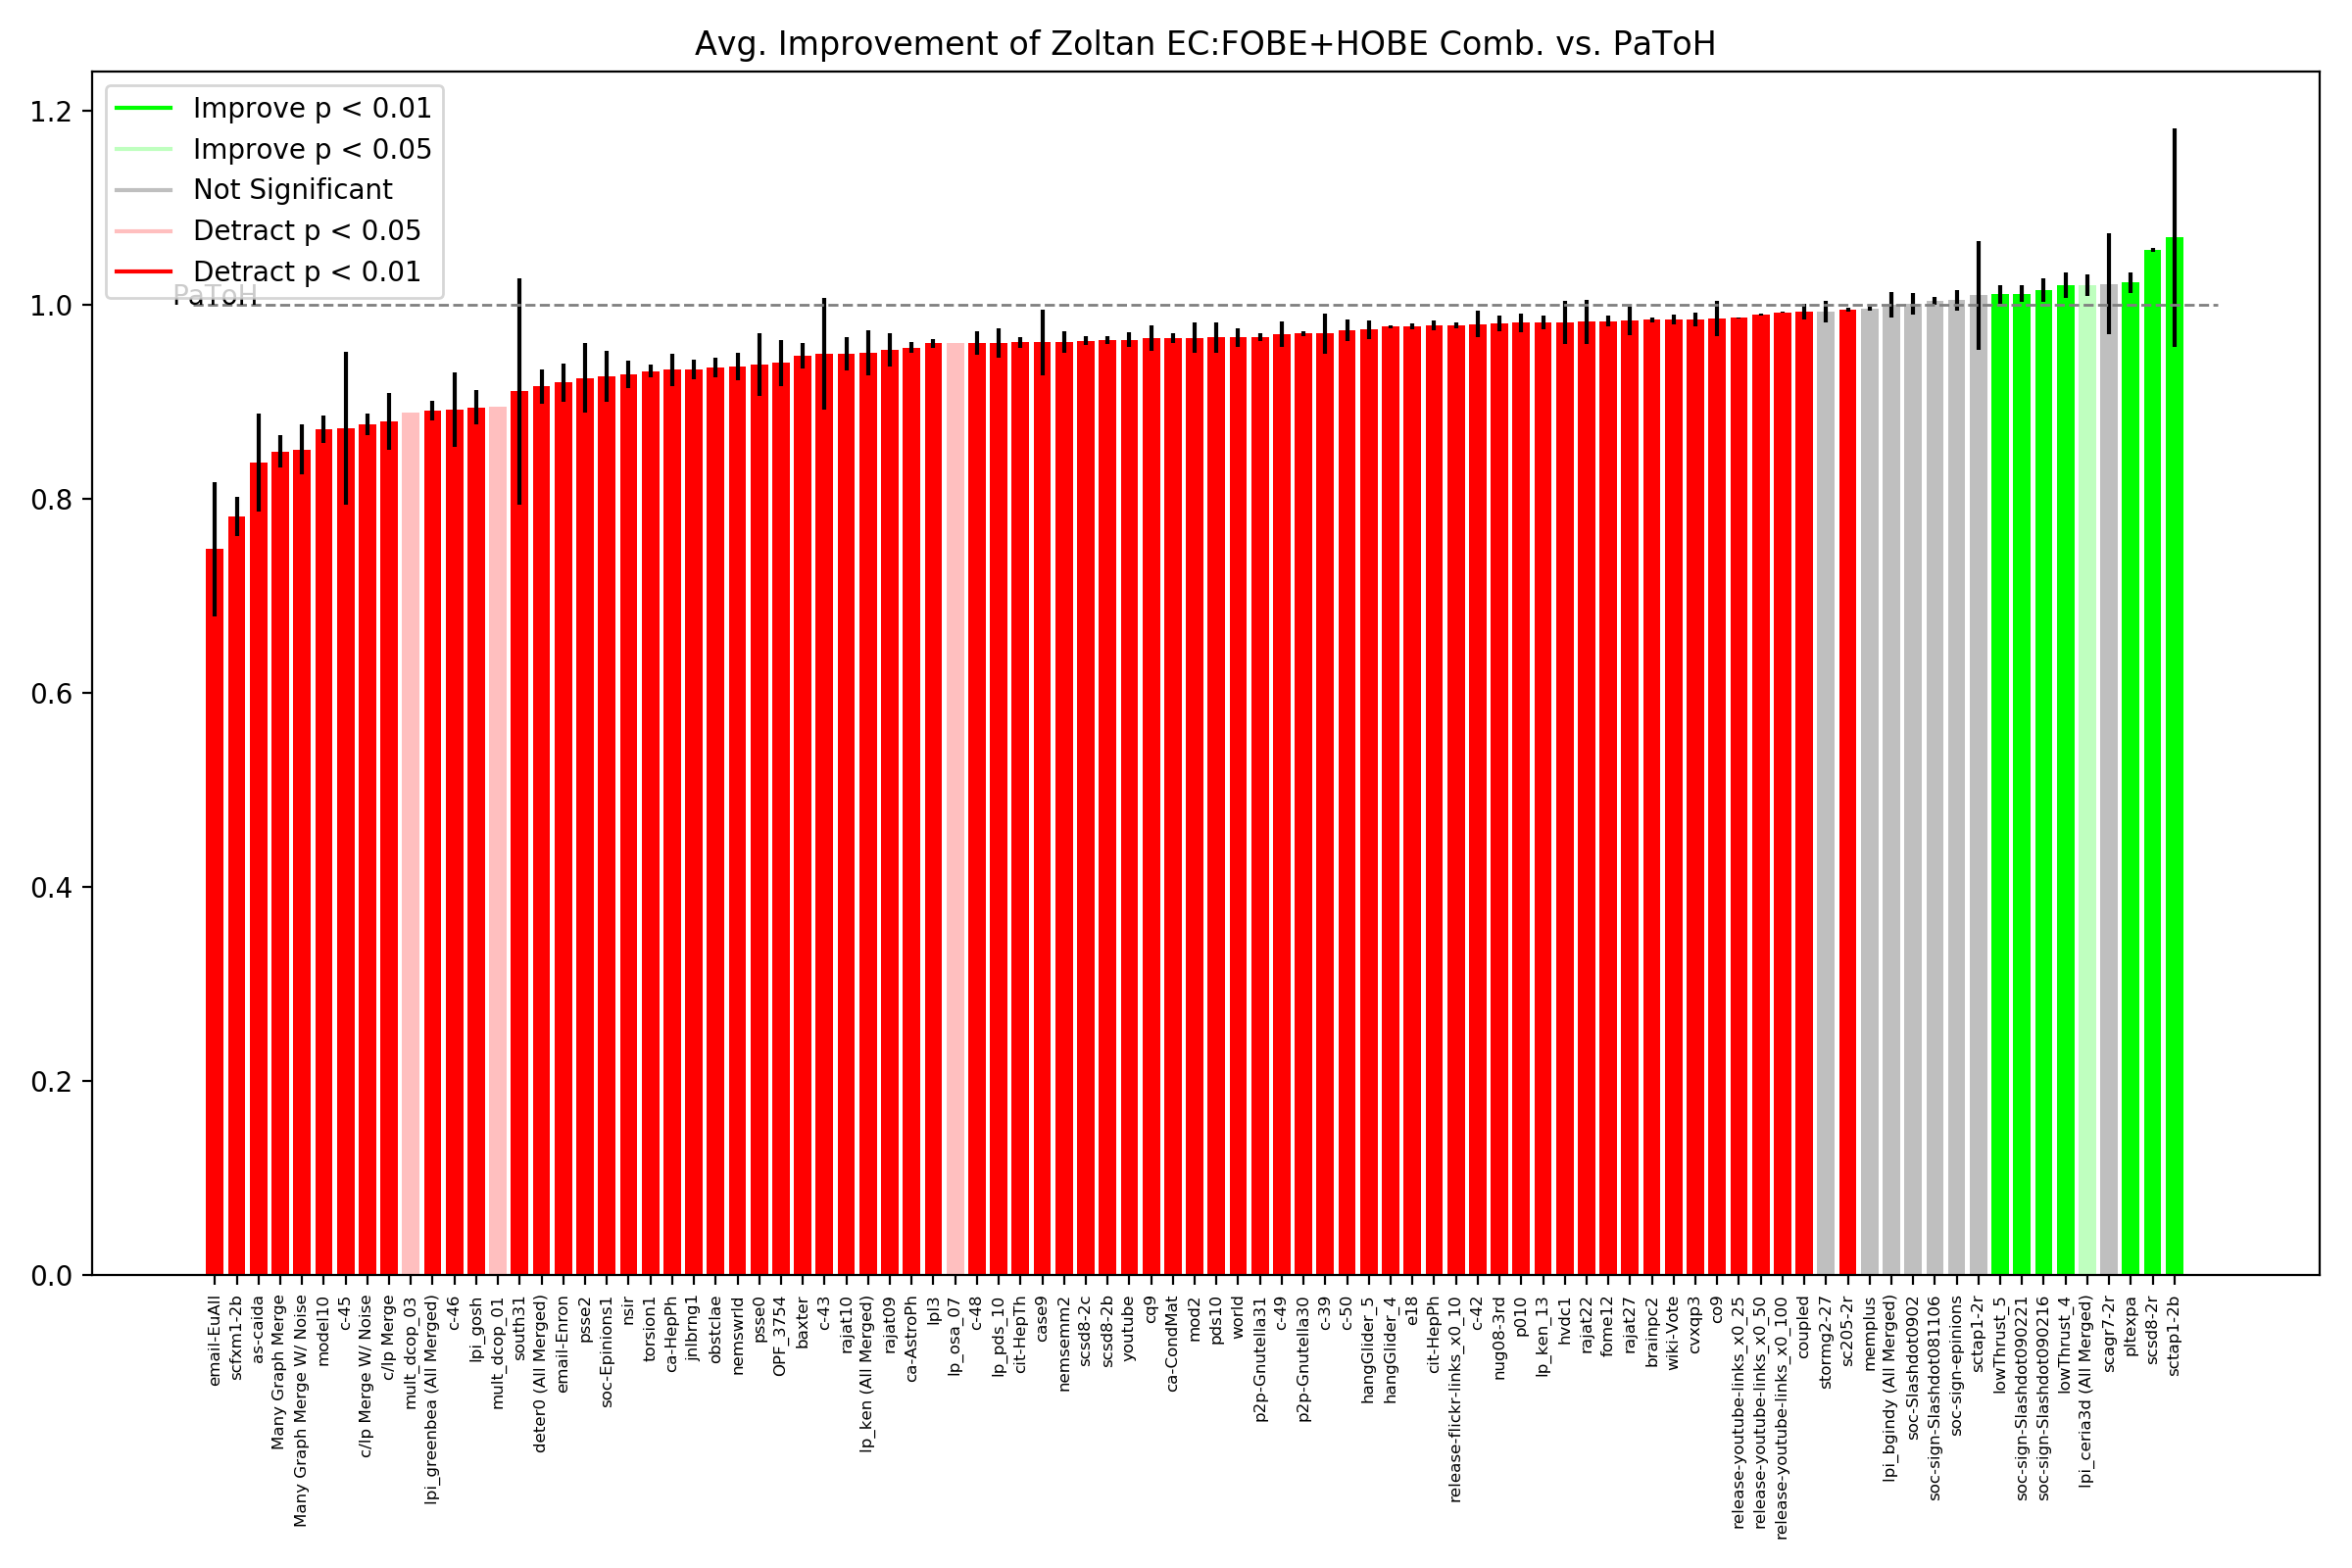 Avg. Improvement of Zoltan EC:FOBE+HOBE Comb. vs. PaToH
Improve p < 0.01
Improve p < 0.05
Not Significant
Detract p < 0.05
Detract p < 0.01
PaToH
1.2
1.0
0.8
0.6
0.4
0.2
0.0
email-EuAll
scfxm1-2b
as-caida
Many Graph Merge
Many Graph Merge W/ Noise
model10
c-45
c/lp Merge W/ Noise
c/lp Merge
mult_dcop_03
lpi_greenbea (All Merged)
c-46
lpi_gosh
mult_dcop_01
south31
deter0 (All Merged)
email-Enron
psse2
soc-Epinions1
nsir
torsion1
ca-HepPh
jnlbrng1
obstclae
nemswrld
psse0
OPF_3754
baxter
c-43
rajat10
lp_ken (All Merged)
rajat09
ca-AstroPh
lpl3
lp_osa_07
c-48
lp_pds_10
cit-HepTh
case9
nemsemm2
scsd8-2c
scsd8-2b
youtube
cq9
ca-CondMat
mod2
pds10
world
p2p-Gnutella31
c-49
p2p-Gnutella30
c-39
c-50
hangGlider_5
hangGlider_4
e18
cit-HepPh
release-flickr-links_x0_10
c-42
nug08-3rd
p010
lp_ken_13
hvdc1
rajat22
fome12
rajat27
brainpc2
wiki-Vote
cvxqp3
co9
release-youtube-links_x0_25
release-youtube-links_x0_50
release-youtube-links_x0_100
coupled
stormg2-27
sc205-2r
memplus
lpi_bgindy (All Merged)
soc-Slashdot0902
soc-sign-Slashdot081106
soc-sign-epinions
sctap1-2r
lowThrust_5
soc-sign-Slashdot090221
soc-sign-Slashdot090216
lowThrust_4
lpi_ceria3d (All Merged)
scagr7-2r
pltexpa
scsd8-2r
sctap1-2b